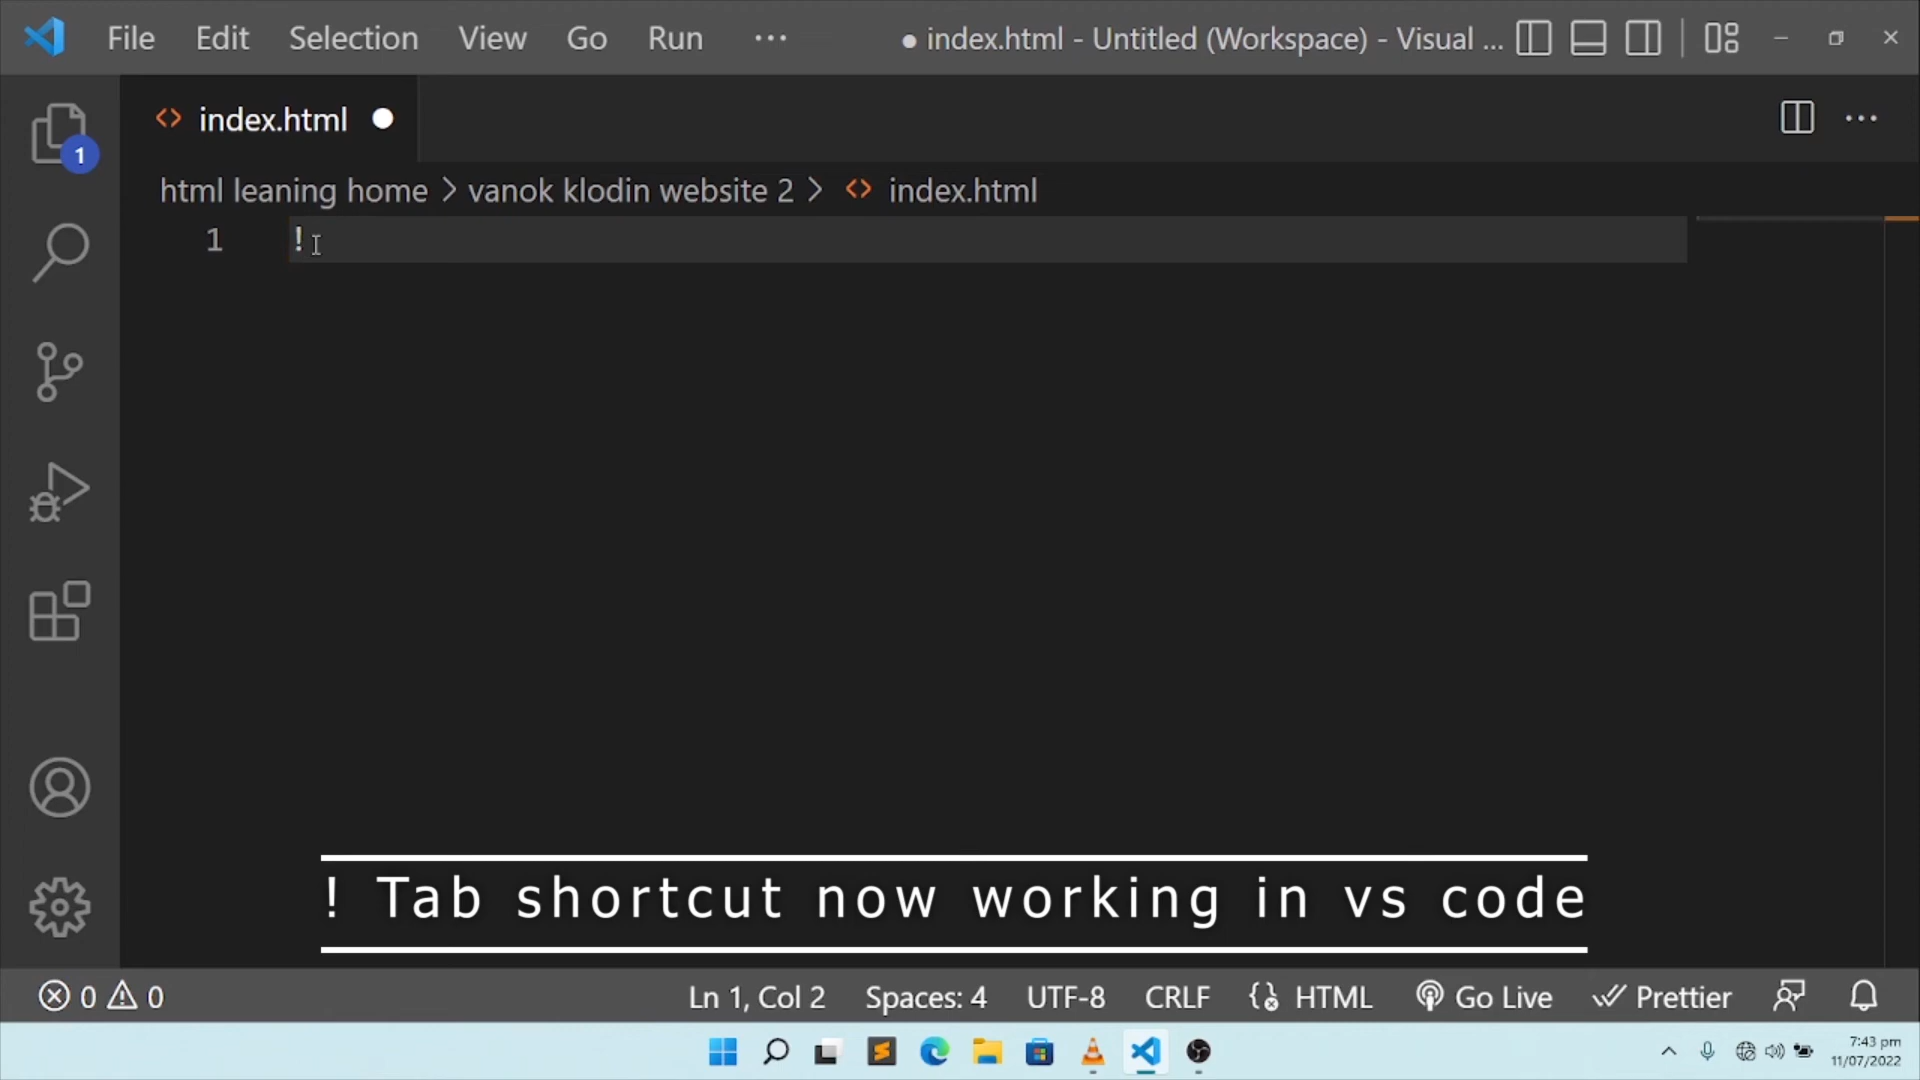 File Edit Selection View Go Run ··· ● index.html - Untitled (Workspace) - Visual ...
index.html
1
html leaning home > vanok klodin website 2 > index.html
1 !
! Tab shortcut now working in vs code
0 0 Ln 1, Col 2 Spaces: 4 UTF-8 CRLF HTML Go Live Prettier
7:43 pm
11/07/2022